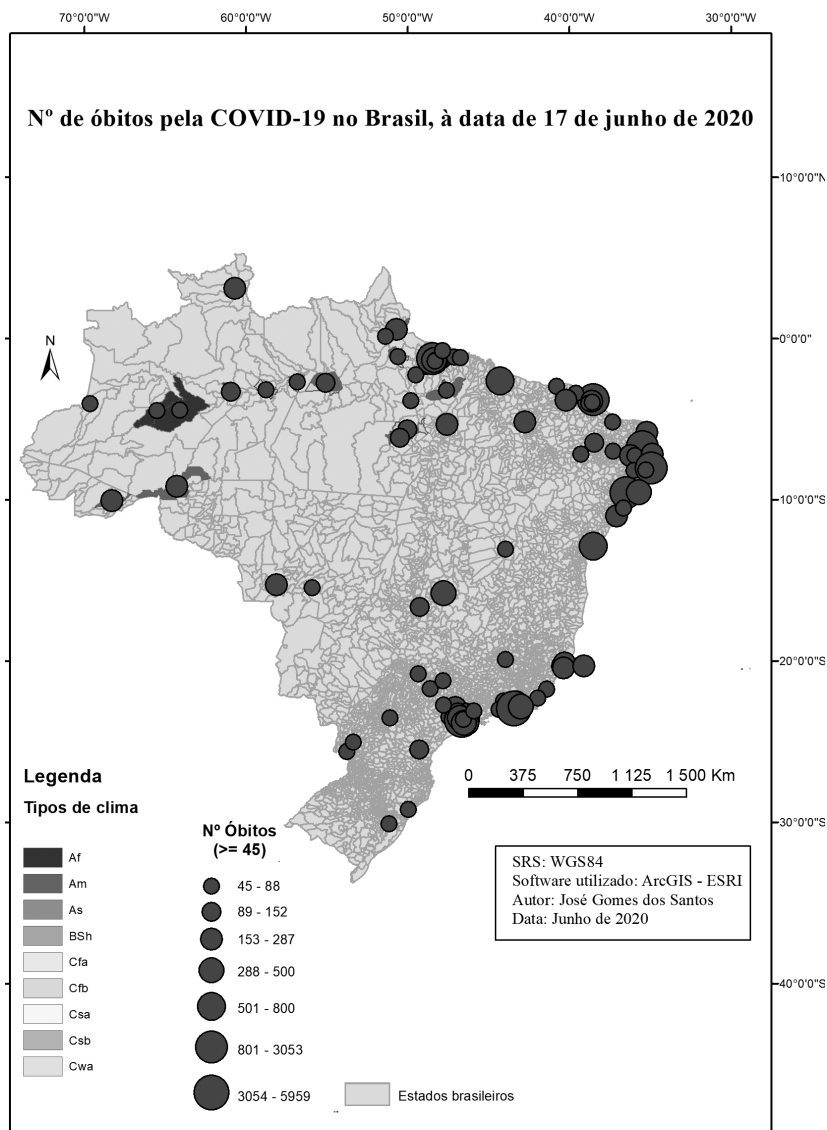 70°0'0"W 60°0'0"W 50°0'0"W 40°0'0"W 30°0'0"W
Nº de óbitos pela COVID-19 no Brasil, à data de 17 de junho de 2020
10°0'0"N
0°0'0"
N
10°0'0"S
20°0'0"S
0 375 750 1 125 1 500 Km
30°0'0"S
40°0'0"S
Legenda
Tipos de clima
Af
Am
As
BSh
Cfa
Cfb
Csa
Csb
Cwa
Nº Óbitos
(>= 45)
45 - 88
89 - 152
153 - 287
288 - 500
501 - 800
801 - 3053
3054 - 5959
Estados brasileiros
SRS: WGS84
Software utilizado: ArcGIS - ESRI
Autor: José Gomes dos Santos
Data: Junho de 2020